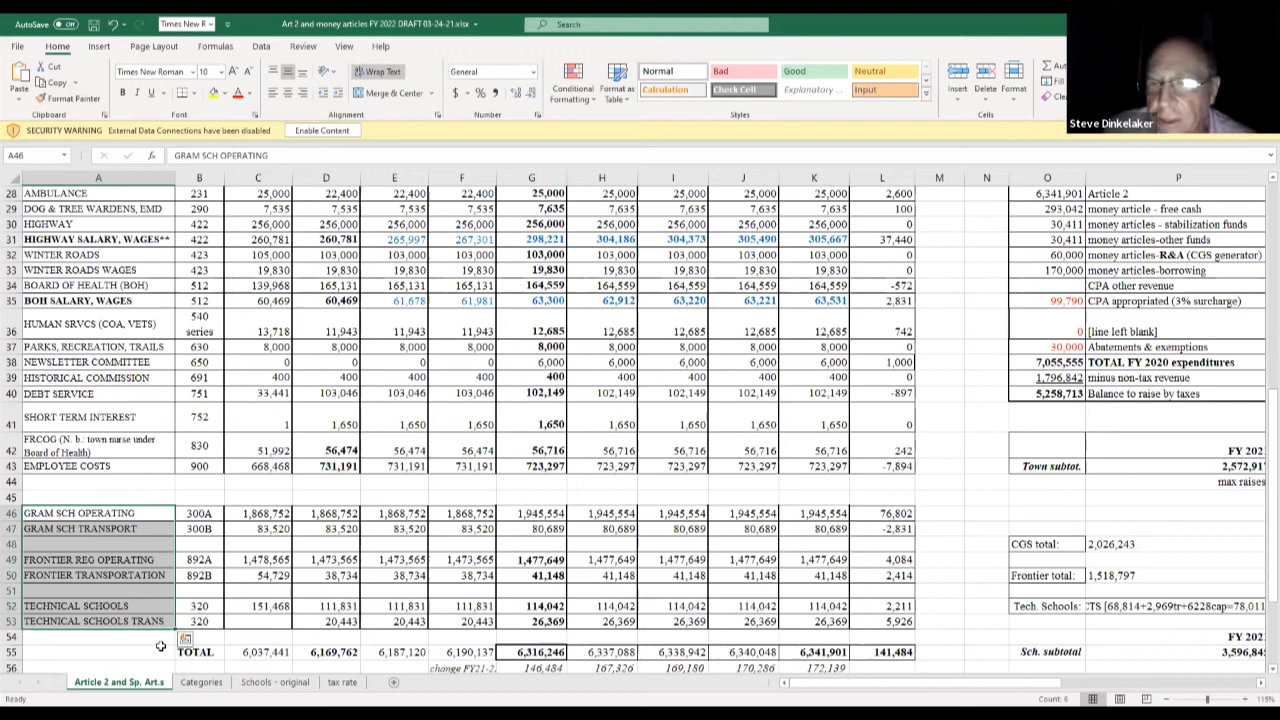 AutoSave Off Times New R Art 2 and money articles FY 2022 DRAFT 03-24-21.xlsx Search
File Home Insert Page Layout Formulas Data Review View Help
Paste Cut Copy Format Painter Times New Roman 10 Wrap Text Merge & Center General Conditional Formatting Format as Table Normal Bad Good Neutral Calculation Check Cell Explanatory ... Input Insert Delete Format
Clipboard Font Alignment Number Styles Cells
Steve Dinkelaker
SECURITY WARNING External Data Connections have been disabled Enable Content
A46 GRAM SCH OPERATING
A B C D E F G H I J K L M N O P
28 AMBULANCE 231 25,000 22,400 22,400 22,400 25,000 25,000 25,000 25,000 25,000 2,600 6,341,901 Article 2
29 DOG & TREE WARDENS, EMD 290 7,535 7,535 7,535 7,535 7,635 7,635 7,635 7,635 7,635 100 293,042 money article - free cash
30 HIGHWAY 422 256,000 256,000 256,000 256,000 256,000 256,000 256,000 256,000 256,000 0 30,411 money articles - stabilization funds
31 HIGHWAY SALARY, WAGES** 422 260,781 260,781 265,997 267,301 298,221 304,186 304,373 305,490 305,667 37,440 30,411 money articles-other funds
32 WINTER ROADS 423 105,000 103,000 103,000 103,000 103,000 103,000 103,000 103,000 103,000 0 60,000 money articles-R&A (CGS generator)
33 WINTER ROADS WAGES 423 19,830 19,830 19,830 19,830 19,830 19,830 19,830 19,830 19,830 0 170,000 money articles-borrowing
34 BOARD OF HEALTH (BOH) 512 139,968 165,131 165,131 165,131 164,559 164,559 164,559 164,559 164,559 -572 CPA other revenue
35 BOH SALARY, WAGES 512 60,469 60,469 61,678 61,981 63,300 62,912 63,220 63,221 63,531 2,831 99,790 CPA appropriated (3% surcharge)
36 HUMAN SRVCS (COA, VETS) 540 series 13,718 11,943 11,943 11,943 12,685 12,685 12,685 12,685 12,685 742 0 [line left blank]
37 PARKS, RECREATION, TRAILS 630 8,000 8,000 8,000 8,000 8,000 8,000 8,000 8,000 8,000 0 30,000 Abatements & exemptions
38 NEWSLETTER COMMITTEE 650 0 0 0 0 6,000 6,000 6,000 6,000 6,000 1,000 7,055,555 TOTAL FY 2020 expenditures
39 HISTORICAL COMMISSION 691 400 400 400 400 400 400 400 400 400 0 1,796,842 minus non-tax revenue
40 DEBT SERVICE 751 33,441 103,046 103,046 103,046 102,149 102,149 102,149 102,149 102,149 -897 5,258,713 Balance to raise by taxes
41 SHORT TERM INTEREST 752 1 1,650 1,650 1,650 1,650 1,650 1,650 1,650 1,650 0
42 FRCOG (N. b.: town nurse under Board of Health) 830 51,992 56,474 56,474 56,474 56,716 56,716 56,716 56,716 56,716 242 FY 202
43 EMPLOYEE COSTS 900 668,468 731,191 731,191 731,191 723,297 723,297 723,297 723,297 723,297 -7,894 Town subtot. 2,572,91
44 max raises
45
46 GRAM SCH OPERATING 300A 1,868,752 1,868,752 1,868,752 1,868,752 1,945,554 1,945,554 1,945,554 1,945,554 1,945,554 76,802
47 GRAM SCH TRANSPORT 300B 83,520 83,520 83,520 83,520 80,689 80,689 80,689 80,689 80,689 -2,831
48 CGS total: 2,026,243
49 FRONTIER REG OPERATING 892A 1,478,565 1,473,565 1,473,565 1,473,565 1,477,649 1,477,649 1,477,649 1,477,649 1,477,649 4,084
50 FRONTIER TRANSPORTATION 892B 54,729 38,734 38,734 38,734 41,148 41,148 41,148 41,148 41,148 2,414 Frontier total: 1,518,797
51
52 TECHNICAL SCHOOLS 320 151,468 111,831 111,831 111,831 114,042 114,042 114,042 114,042 114,042 2,211 Tech. Schools: TS [68,814+2,969tr+6228cap=78,011
53 TECHNICAL SCHOOLS TRANS 320 20,443 20,443 20,443 26,369 26,369 26,369 26,369 26,369 5,926
54 FY 202
55 TOTAL 6,037,441 6,169,762 6,187,120 6,190,137 6,316,246 6,337,088 6,338,942 6,340,048 6,341,901 141,484 Sch. subtotal 3,596,84
56 change FY21-2 146,484 167,326 169,180 170,286 172,139
Article 2 and Sp. Art.s Categories Schools - original tax rate
Ready Count: 6 115%